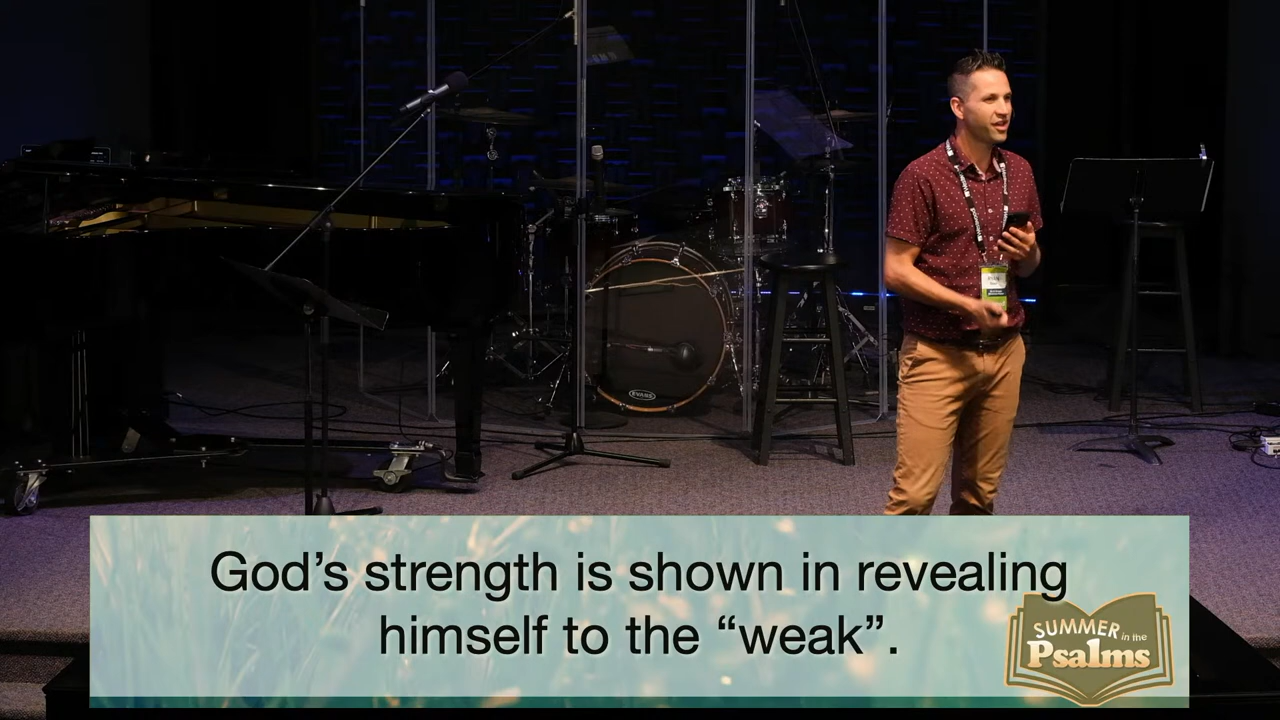 EVANS
God's strength is shown in revealing
himself to the “weak”.
SUMMER in the
Psalms